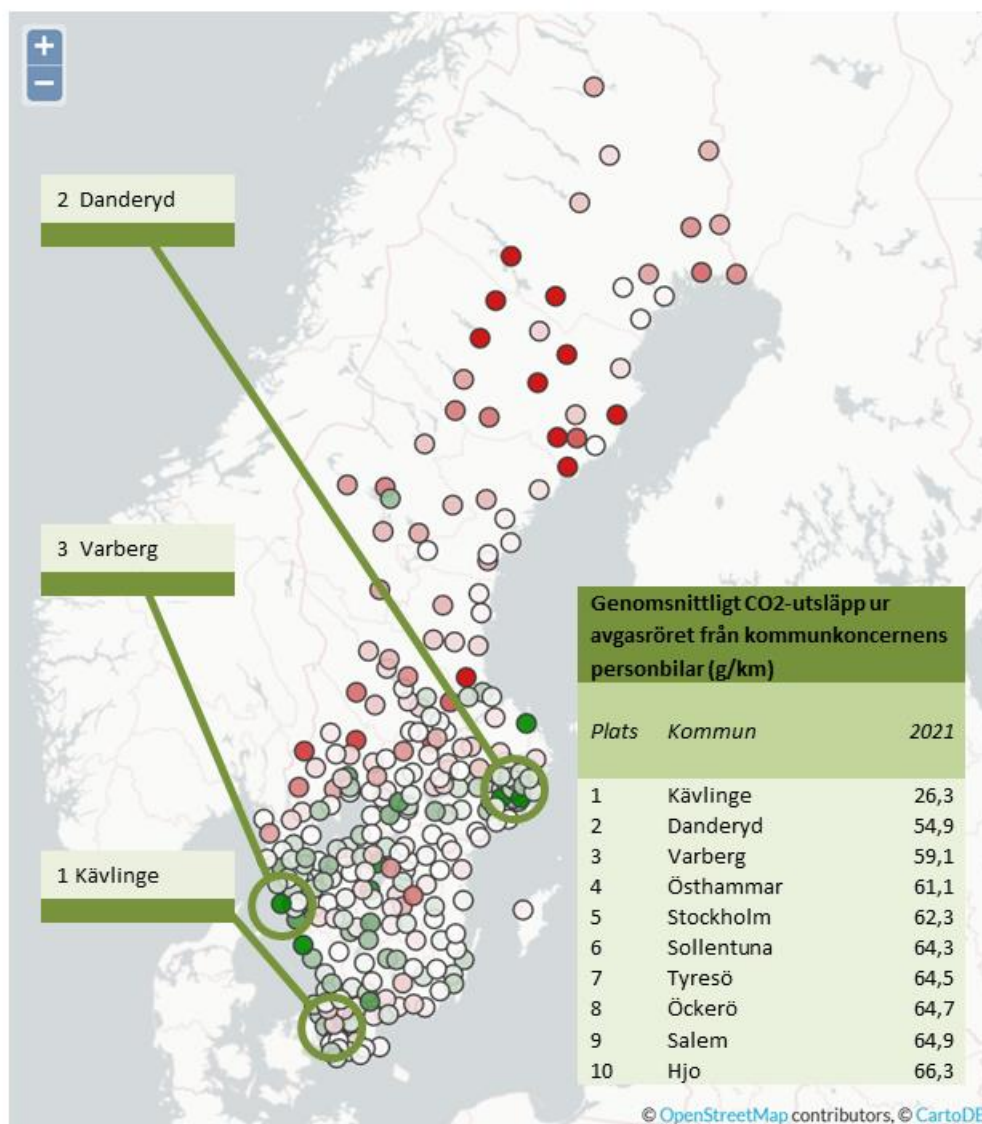 +
−
2 Danderyd
3 Varberg
1 Kävlinge
Genomsnittligt CO2-utsläpp ur
avgasröret från kommunkoncernens
personbilar (g/km)
Plats Kommun 2021
1 Kävlinge 26,3
2 Danderyd 54,9
3 Varberg 59,1
4 Östhammar 61,1
5 Stockholm 62,3
6 Sollentuna 64,3
7 Tyresö 64,5
8 Öckerö 64,7
9 Salem 64,9
10 Hjo 66,3
© OpenStreetMap contributors, © CartoDB